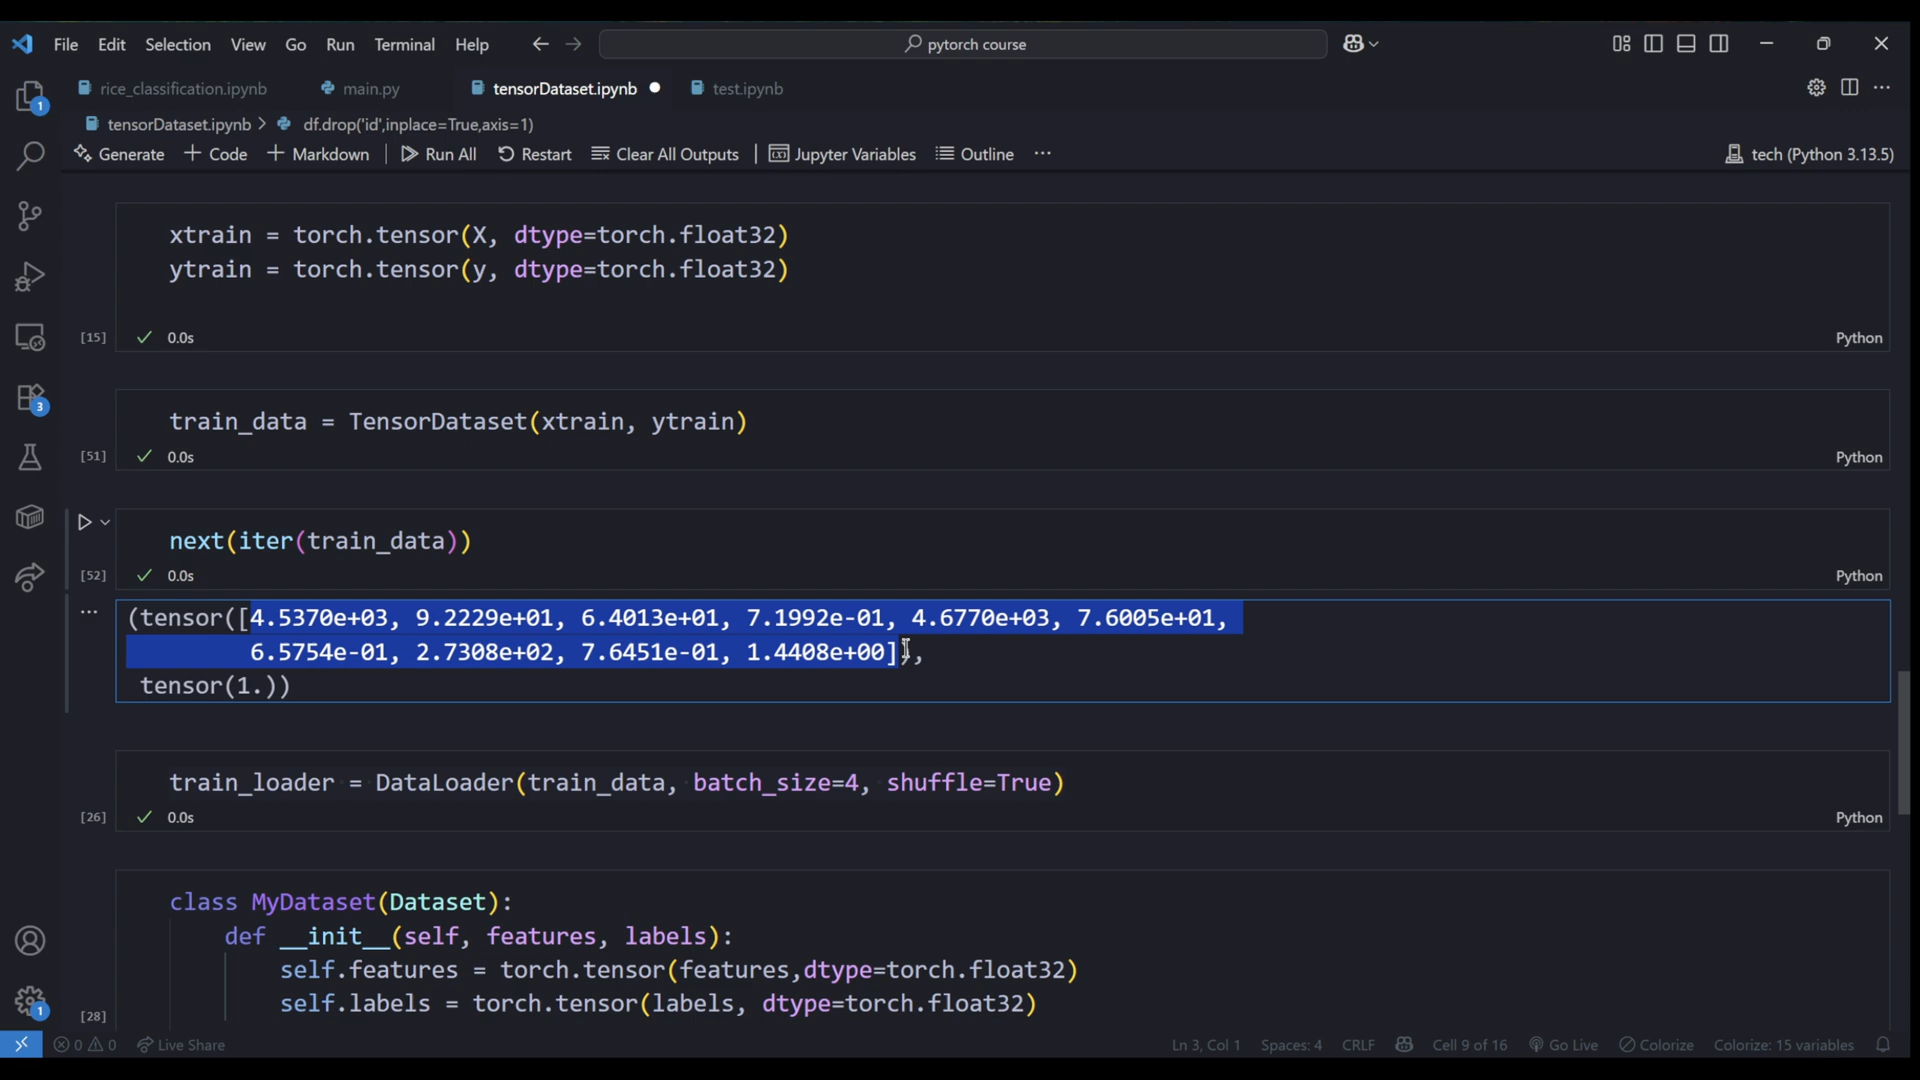 File Edit Selection View Go Run Terminal Help pytorch course
rice_classification.ipynb main.py tensorDataset.ipynb test.ipynb
tensorDataset.ipynb > df.drop('id',inplace=True,axis=1)
Generate + Code + Markdown | Run All Restart Clear All Outputs | Jupyter Variables Outline ... tech (Python 3.13.5)
xtrain = torch.tensor(X, dtype=torch.float32)
ytrain = torch.tensor(y, dtype=torch.float32)
[15] ✓ 0.0s Python
train_data = TensorDataset(xtrain, ytrain)
[51] ✓ 0.0s Python
next(iter(train_data))
[52] ✓ 0.0s Python
(tensor([4.5370e+03, 9.2229e+01, 6.4013e+01, 7.1992e-01, 4.6770e+03, 7.6005e+01,
6.5754e-01, 2.7308e+02, 7.6451e-01, 1.4408e+00]),
tensor(1.))
train_loader = DataLoader(train_data, batch_size=4, shuffle=True)
[26] ✓ 0.0s Python
class MyDataset(Dataset):
def __init__(self, features, labels):
self.features = torch.tensor(features,dtype=torch.float32)
self.labels = torch.tensor(labels, dtype=torch.float32)
[28]
1
3
1
0 0 Live Share Ln 3, Col 1 Spaces: 4 CRLF Cell 9 of 16 Go Live Colorize Colorize: 15 variables